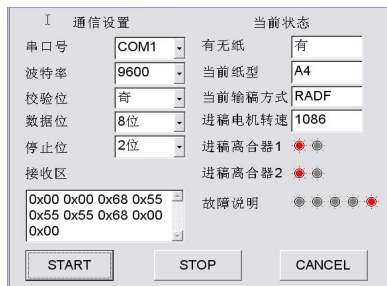 通信设置
当前状态
串口号 COM1 有无纸 有
波特率 9600 当前纸型 A4
校验位 奇 当前输稿方式 RADF
数据位 8位 进稿电机转速 1086
停止位 2位 进稿离合器1
接收区 进稿离合器2
0x00 0x00 0x68 0x55
0x55 0x55 0x68 0x00
0x00
故障说明
START STOP CANCEL